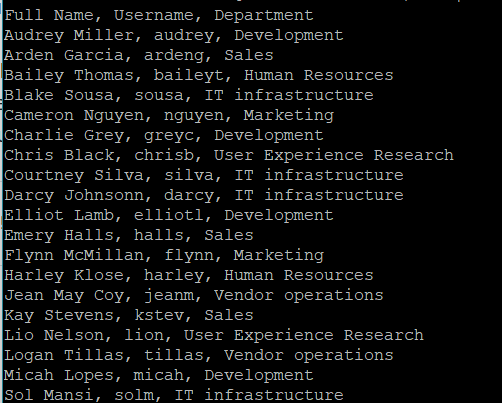 Full Name, Username, Department
Audrey Miller, audrey, Development
Arden Garcia, ardeng, Sales
Bailey Thomas, baileyt, Human Resources
Blake Sousa, sousa, IT infrastructure
Cameron Nguyen, nguyen, Marketing
Charlie Grey, greyc, Development
Chris Black, chrisb, User Experience Research
Courtney Silva, silva, IT infrastructure
Darcy Johnsonn, darcy, IT infrastructure
Elliot Lamb, elliotl, Development
Emery Halls, halls, Sales
Flynn McMillan, flynn, Marketing
Harley Klose, harley, Human Resources
Jean May Coy, jeanm, Vendor operations
Kay Stevens, kstev, Sales
Lio Nelson, lion, User Experience Research
Logan Tillas, tillas, Vendor operations
Micah Lopes, micah, Development
Sol Mansi, solm, IT infrastructure